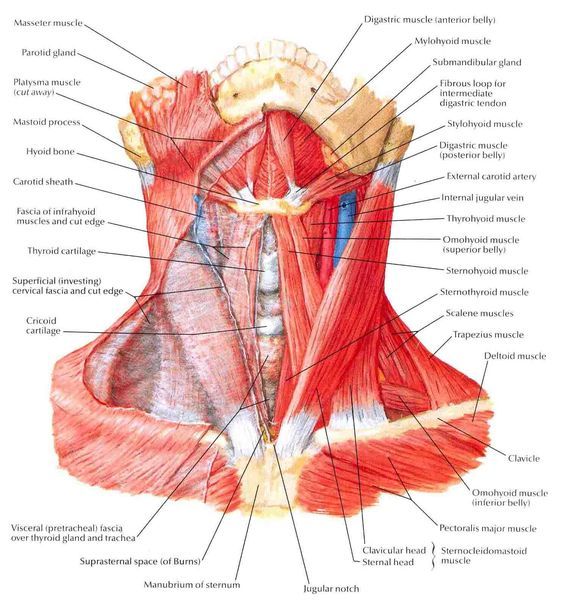 Masseter muscle
Parotid gland
Platysma muscle
(cut away)
Mastoid process
Hyoid bone
Carotid sheath
Fascia of infrahyoid
muscles and cut edge
Thyroid cartilage
Superficial (investing)
cervical fascia and cut edge
Cricoid
cartilage
Visceral (pretracheal) fascia
over thyroid gland and trachea
Suprasternal space (of Burns)
Manubrium of sternum
Jugular notch
Digastric muscle (anterior belly)
Mylohyoid muscle
Submandibular gland
Fibrous loop for
intermediate
digastric tendon
Stylohyoid muscle
Digastric muscle
(posterior belly)
External carotid artery
Internal jugular vein
Thyrohyoid muscle
Omohyoid muscle
(superior belly)
Sternohyoid muscle
Sternothyroid muscle
Scalene muscles
Trapezius muscle
Deltoid muscle
Clavicle
Omohyoid muscle
(inferior belly)
Pectoralis major muscle
Clavicular head
Sternal head
Sternocleidomastoid
muscle